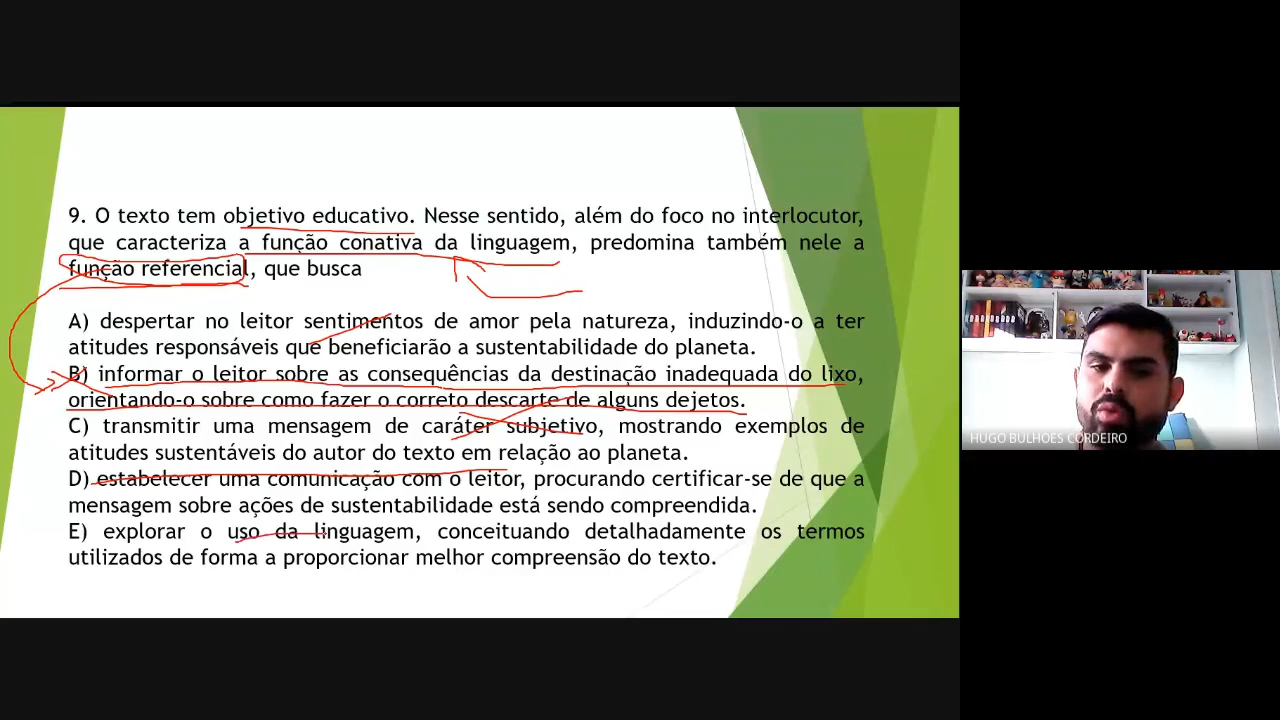 9. O texto tem objetivo educativo. Nesse sentido, além do foco no interlocutor,
que caracteriza a função conativa da linguagem, predomina também nele a
função referencial, que busca
A) despertar no leitor sentimentos de amor pela natureza, induzindo-o a ter
atitudes responsáveis que beneficiarão a sustentabilidade do planeta.
B) informar o leitor sobre as consequências da destinação inadequada do lixo,
orientando-o sobre como fazer o correto descarte de alguns dejetos.
C) transmitir uma mensagem de caráter subjetivo, mostrando exemplos de
atitudes sustentáveis do autor do texto em relação ao planeta.
D) estabelecer uma comunicação com o leitor, procurando certificar-se de que a
mensagem sobre ações de sustentabilidade está sendo compreendida.
E) explorar o uso da linguagem, conceituando detalhadamente os termos
utilizados de forma a proporcionar melhor compreensão do texto.
HUGO BULHOES CORDEIRO